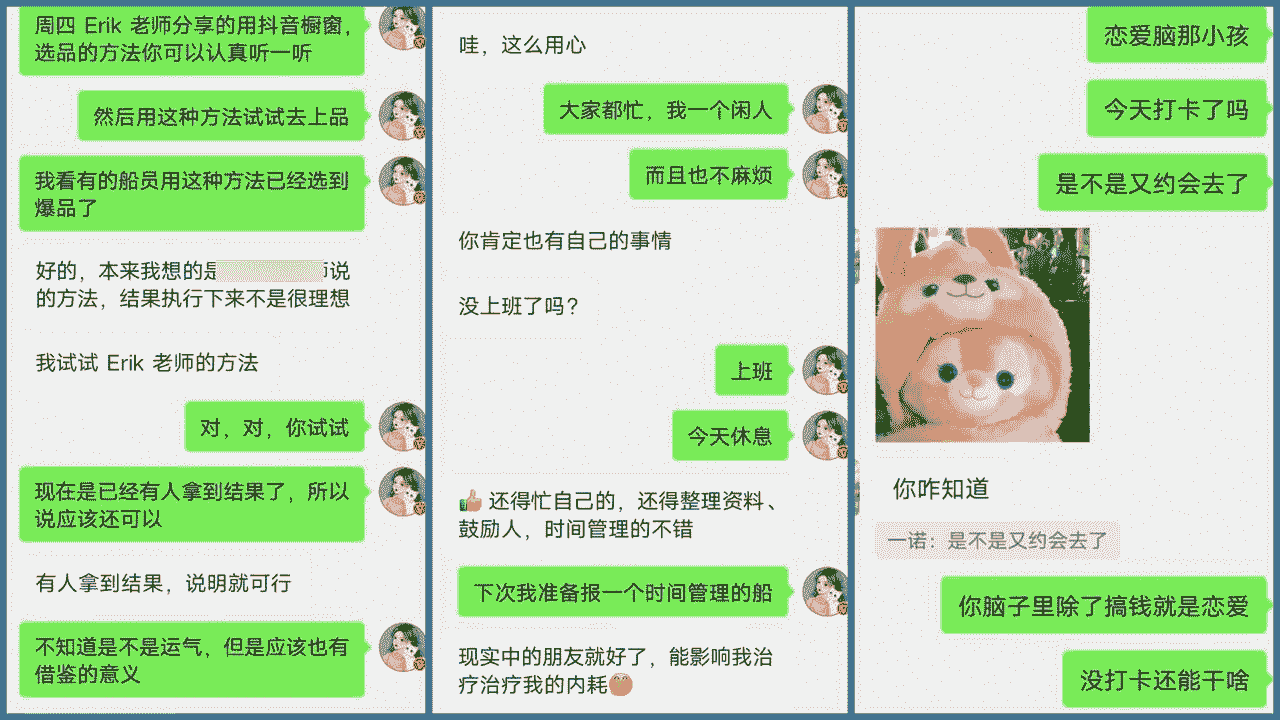 周四 Erik 老师分享的用抖音橱窗，
选品的方法你可以认真听一听
然后用这种方法试试去上品
我看有的船员用这种方法已经选到
爆品了
好的，本来我想的是
说
的方法，结果执行下来不是很理想
我试试 Erik 老师的方法
对，对，你试试
现在是已经有人拿到结果了，所以
说应该还可以
有人拿到结果，说明就可行
不知道是不是运气，但是应该也有
借鉴的意义
哇，这么用心
大家都忙，我一个闲人
而且也不麻烦
你肯定也有自己的事情
没上班了吗？
上班
今天休息
👍 还得忙自己的，还得整理资料、
鼓励人，时间管理的不错
下次我准备报一个时间管理的船
现实中的朋友就好了，能影响我治
疗治疗我的内耗
恋爱脑那小孩
今天打卡了吗
是不是又约会去了
你咋知道
一诺：是不是又约会去了
你脑子里除了搞钱就是恋爱
没打卡还能干啥